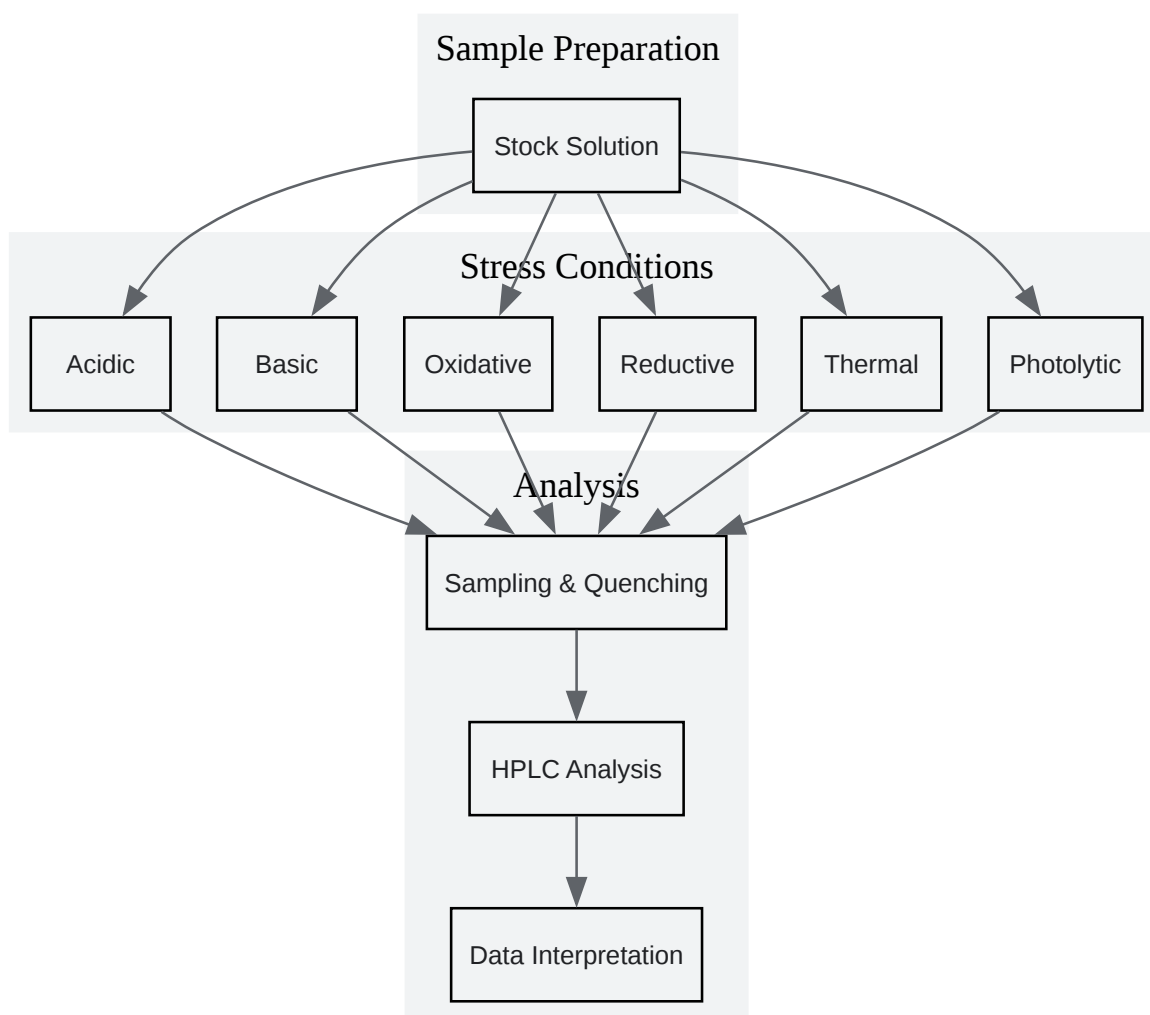 Sample Preparation
Stock Solution
Stress Conditions
Acidic
Basic
Oxidative
Reductive
Thermal
Photolytic
Analysis
Sampling & Quenching
HPLC Analysis
Data Interpretation